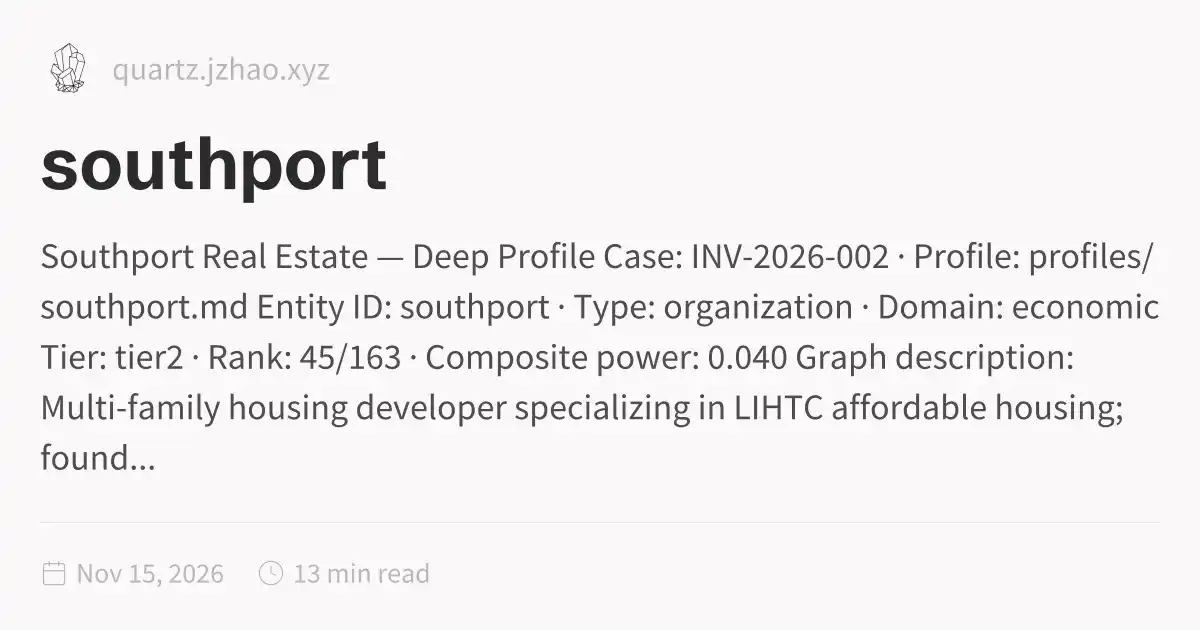 quartz.jzhao.xyz
southport
Southport Real Estate — Deep Profile Case: INV-2026-002 · Profile: profiles/
southport.md Entity ID: southport · Type: organization · Domain: economic
Tier: tier2 · Rank: 45/163 · Composite power: 0.040 Graph description:
Multi-family housing developer specializing in LIHTC affordable housing;
found...
Nov 15, 2026 13 min read